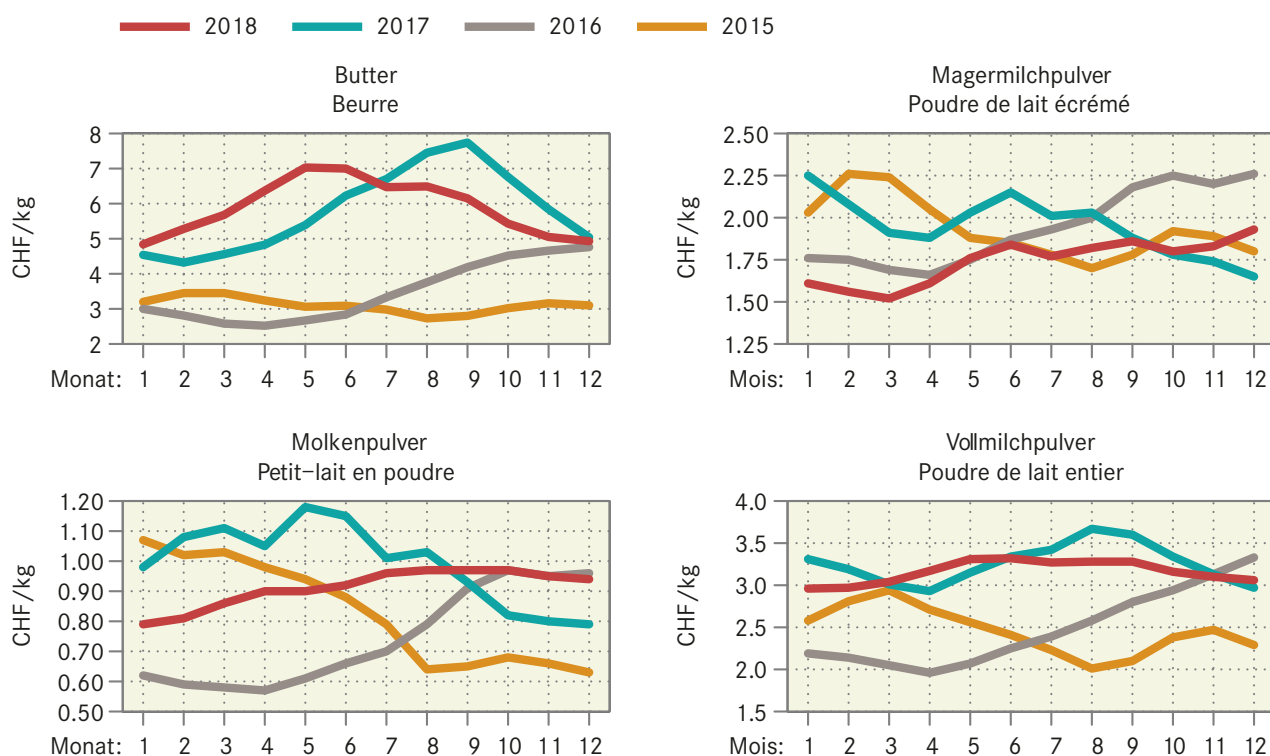 2018 2017 2016 2015
Butter
Beurre
CHF/kg
8
7
6
5
4
3
2
Monat: 1 2 3 4 5 6 7 8 9 10 11 12
Magermilchpulver
Poudre de lait écrémé
CHF/kg
2.50
2.25
2.00
1.75
1.50
1.25
Mois: 1 2 3 4 5 6 7 8 9 10 11 12
Molkenpulver
Petit-lait en poudre
CHF/kg
1.20
1.10
1.00
0.90
0.80
0.70
0.60
0.50
Monat: 1 2 3 4 5 6 7 8 9 10 11 12
Vollmilchpulver
Poudre de lait entier
CHF/kg
4.0
3.5
3.0
2.5
2.0
1.5
Mois: 1 2 3 4 5 6 7 8 9 10 11 12